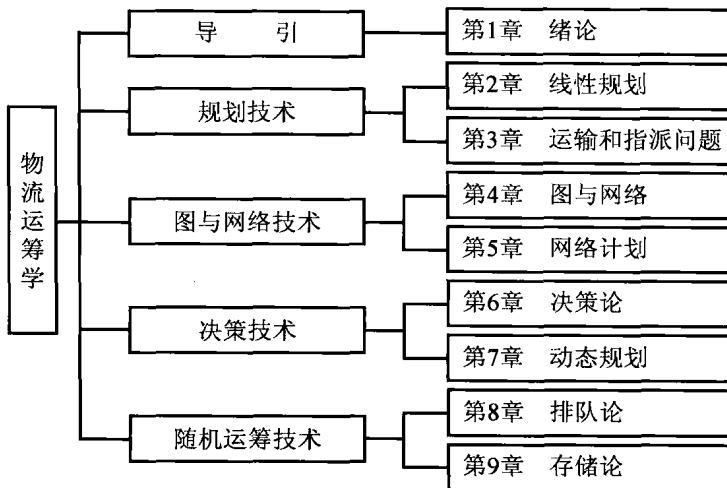 物流运筹学
导 引
第1章 绪论
规划技术
第2章 线性规划
第3章 运输和指派问题
图与网络技术
第4章 图与网络
第5章 网络计划
决策技术
第6章 决策论
第7章 动态规划
随机运筹技术
第8章 排队论
第9章 存储论